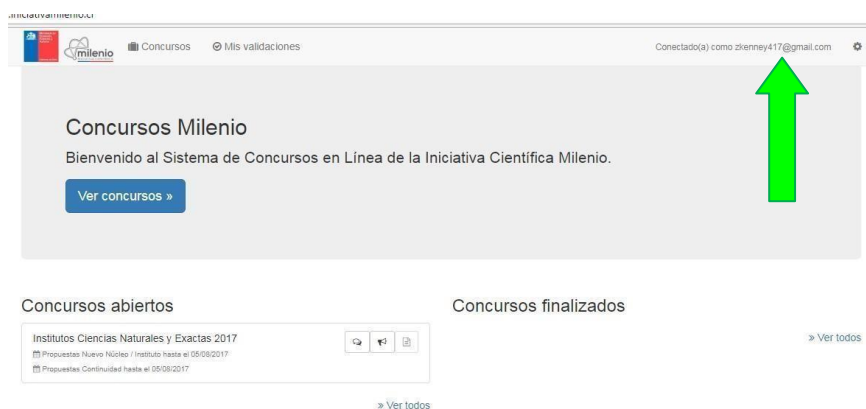 .iniciativamilenio.cl
milenio
Concursos
Mis validaciones
Conectado(a) como zkenney417@gmail.com
Concursos Milenio
Bienvenido al Sistema de Concursos en Línea de la Iniciativa Científica Milenio.
Ver concursos »
Concursos abiertos
Institutos Ciencias Naturales y Exactas 2017
Propuestas Nuevo Núcleo / Instituto hasta el 05/08/2017
Propuestas Continuidad hasta el 05/08/2017
» Ver todos
Concursos finalizados
» Ver todos